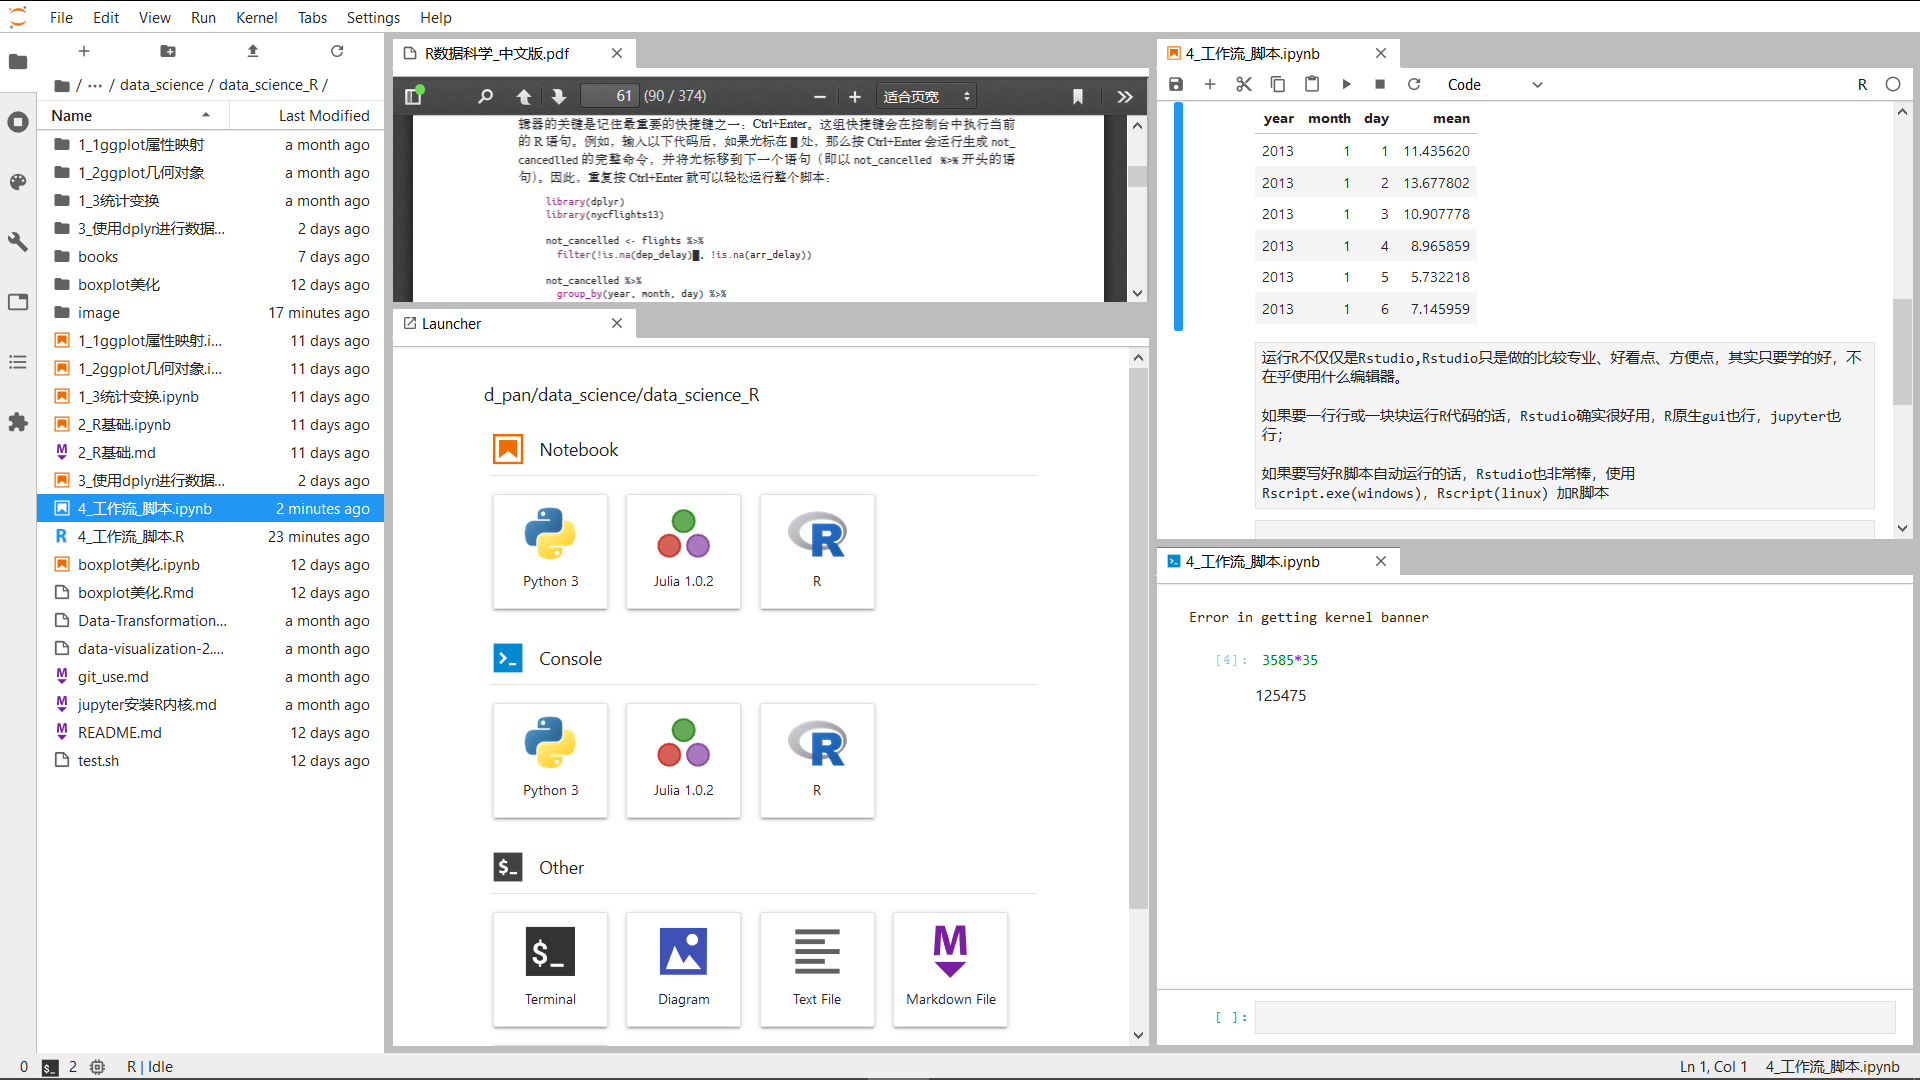 File Edit View Run Kernel Tabs Settings Help
/ ··· / data_science / data_science_R /
Name Last Modified
1_1ggplot属性映射 a month ago
1_2ggplot几何对象 a month ago
1_3统计变换 a month ago
3_使用dplyr进行数据... 2 days ago
books 7 days ago
boxplot美化 12 days ago
image 17 minutes ago
1_1ggplot属性映射.i... 11 days ago
1_2ggplot几何对象.i... 11 days ago
1_3统计变换.ipynb 11 days ago
2_R基础.ipynb 11 days ago
2_R基础.md 11 days ago
3_使用dplyr进行数据... 2 days ago
4_工作流_脚本.ipynb 2 minutes ago
4_工作流_脚本.R 23 minutes ago
boxplot美化.ipynb 12 days ago
boxplot美化.Rmd 12 days ago
Data-Transformation... a month ago
data-visualization-2.... a month ago
git_use.md a month ago
jupyter安装R内核.md a month ago
README.md 12 days ago
test.sh 12 days ago
R数据科学_中文版.pdf
61 (90 / 374) 适合页宽
辑器的关键是记住最重要的快捷键之一：Ctrl+Enter。这组快捷键会在控制台中执行当前
的 R 语句。例如，输入以下代码后，如果光标在 █ 处，那么按 Ctrl+Enter 会运行生成 not_
cancedlled 的完整命令，并将光标移到下一个语句（即以 not_cancelled %>% 开头的语
句）。因此，重复按 Ctrl+Enter 就可以轻松运行整个脚本：
library(dplyr)
library(nycflights13)
not_cancelled <- flights %>%
filter(!is.na(dep_delay)█, !is.na(arr_delay))
not_cancelled %>%
group_by(year, month, day) %>%
Launcher
d_pan/data_science/data_science_R
Notebook
Python 3 Julia 1.0.2 R
Console
Python 3 Julia 1.0.2 R
Other
$_ Terminal Diagram Text File Markdown File
4_工作流_脚本.ipynb
Code R
year month day mean
2013 1 1 11.435620
2013 1 2 13.677802
2013 1 3 10.907778
2013 1 4 8.965859
2013 1 5 5.732218
2013 1 6 7.145959
运行R不仅仅是Rstudio,Rstudio只是做的比较专业、好看点、方便点，其实只要学的好，不
在乎使用什么编辑器。
如果要一行行或一块块运行R代码的话，Rstudio确实很好用，R原生gui也行，jupyter也
行；
如果要写好R脚本自动运行的话，Rstudio也非常棒，使用
Rscript.exe(windows)，Rscript(linux) 加R脚本
4_工作流_脚本.ipynb
Error in getting kernel banner
[4]: 3585*35
125475
[ ]:
0 $_ 2 R | Idle Ln 1, Col 1 4_工作流_脚本.ipynb